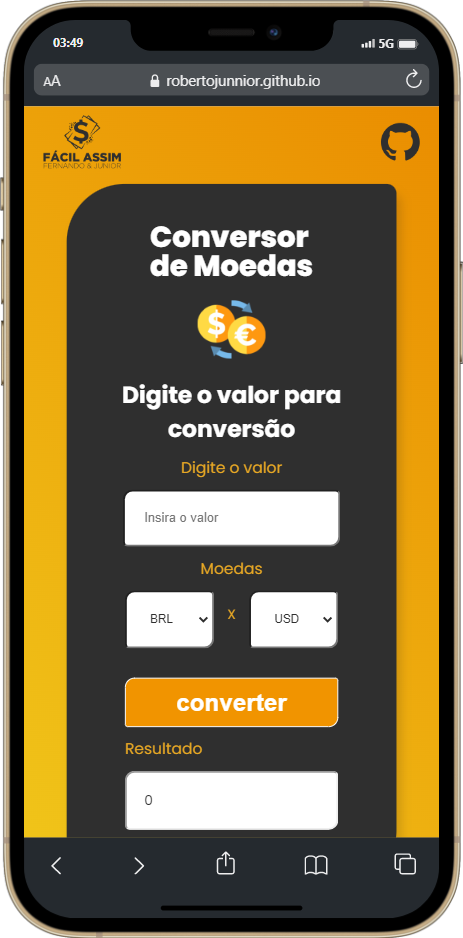 03:49
5G
AA
robertojunnior.github.io
$
FÁCIL ASSIM
FERNANDO & JUNIOR
Conversor
de Moedas
$
€
Digite o valor para
conversão
Digite o valor
Insira o valor
Moedas
BRL
X
USD
converter
Resultado
0